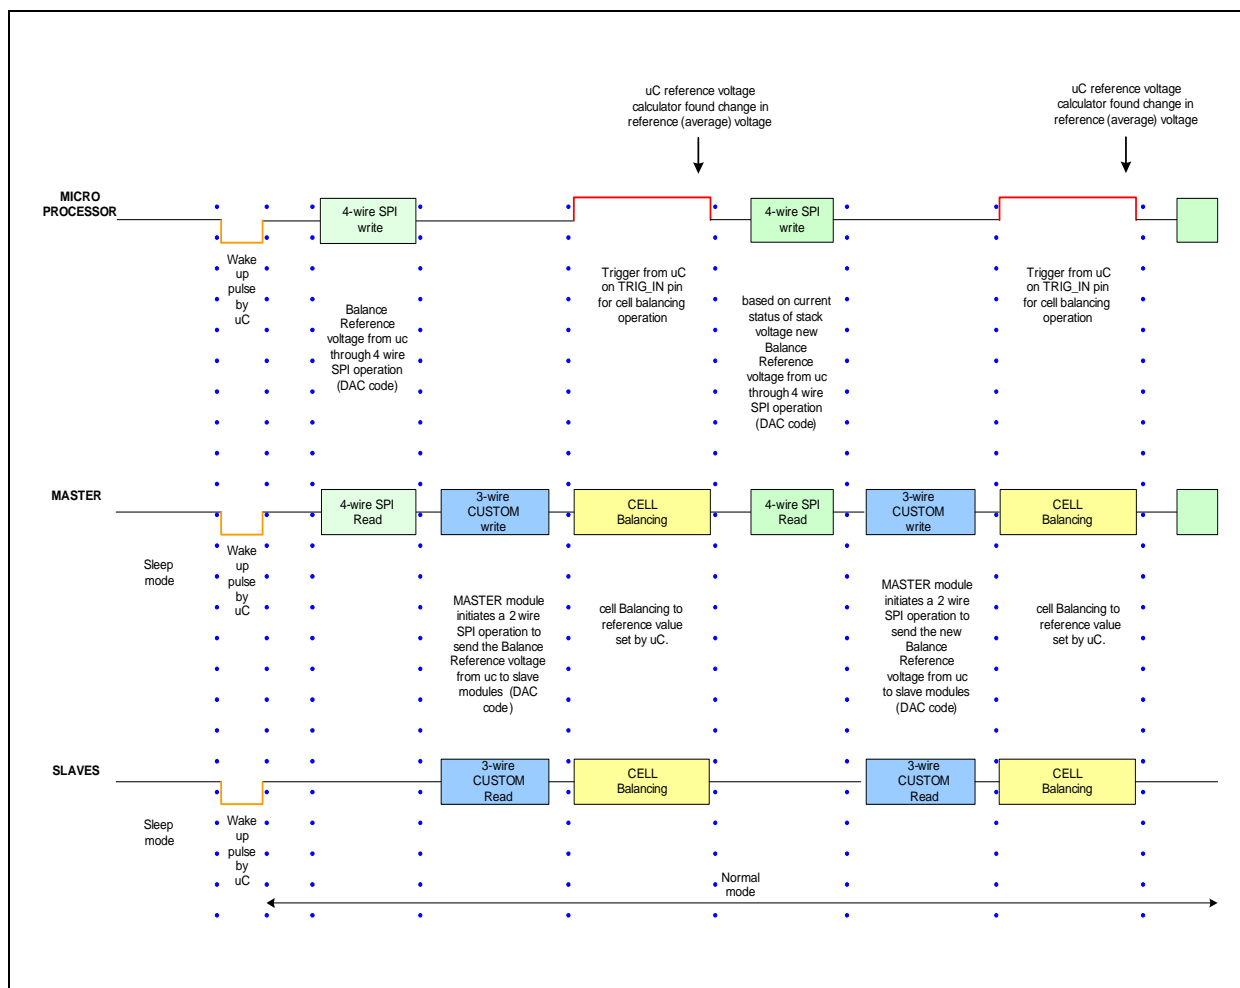 uC reference voltage
calculator found change in
reference (average) voltage
uC reference voltage
calculator found change in
reference (average) voltage
MICRO
PROCESSOR
4-wire SPI
write
4-wire SPI
write
Wake
up
pulse
by
uC
Balance
Reference
voltage from uc
through 4 wire
SPI operation
(DAC code)
Trigger from uC
on TRIG_IN pin
for cell balancing
operation
based on current
status of stack
voltage new
Balance
Reference
voltage from uc
through 4 wire
SPI operation
(DAC code)
Trigger from uC
on TRIG_IN pin
for cell balancing
operation
MASTER
4-wire SPI
Read
3-wire
CUSTOM
write
CELL
Balancing
4-wire SPI
Read
3-wire
CUSTOM
write
CELL
Balancing
Sleep
mode
Wake
up
pulse
by
uC
MASTER module
initiates a 2 wire
SPI operation to
send the Balance
Reference voltage
from uc to slave
modules (DAC
code )
cell Balancing to
reference value
set by uC.
MASTER module
initiates a 2 wire
SPI operation to
send the new
Balance
Reference
voltage from uc
to slave modules
(DAC code)
cell Balancing to
reference value
set by uC.
SLAVES
3-wire
CUSTOM
Read
CELL
Balancing
3-wire
CUSTOM
Read
CELL
Balancing
Sleep
mode
Wake
up
pulse
by
uC
Normal
mode